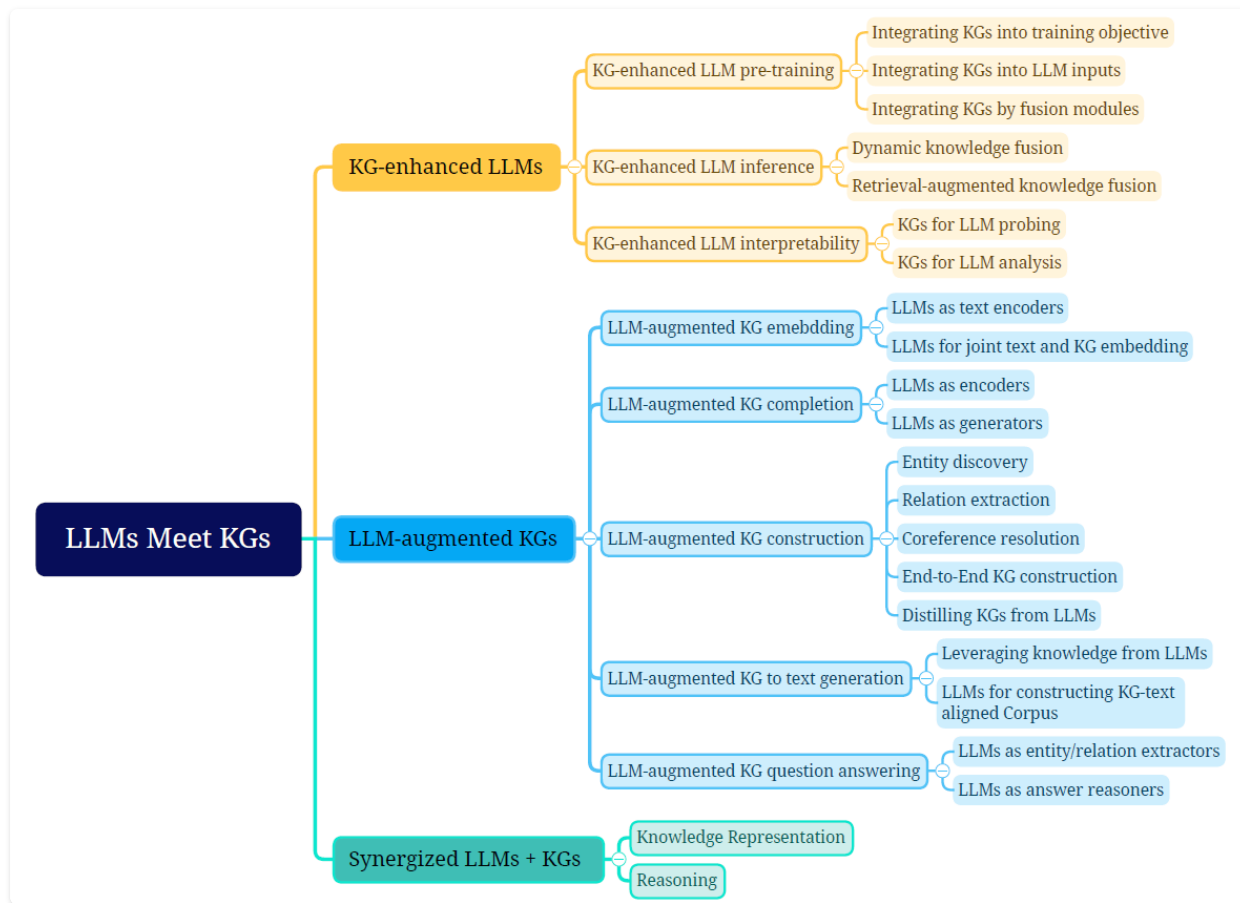 LLMs Meet KGs
KG-enhanced LLMs
KG-enhanced LLM pre-training
Integrating KGs into training objective
Integrating KGs into LLM inputs
Integrating KGs by fusion modules
KG-enhanced LLM inference
Dynamic knowledge fusion
Retrieval-augmented knowledge fusion
KG-enhanced LLM interpretability
KGs for LLM probing
KGs for LLM analysis
LLM-augmented KGs
LLM-augmented KG emebdding
LLMs as text encoders
LLMs for joint text and KG embedding
LLM-augmented KG completion
LLMs as encoders
LLMs as generators
LLM-augmented KG construction
Entity discovery
Relation extraction
Coreference resolution
End-to-End KG construction
Distilling KGs from LLMs
LLM-augmented KG to text generation
Leveraging knowledge from LLMs
LLMs for constructing KG-text
aligned Corpus
LLM-augmented KG question answering
LLMs as entity/relation extractors
LLMs as answer reasoners
Synergized LLMs + KGs
Knowledge Representation
Reasoning